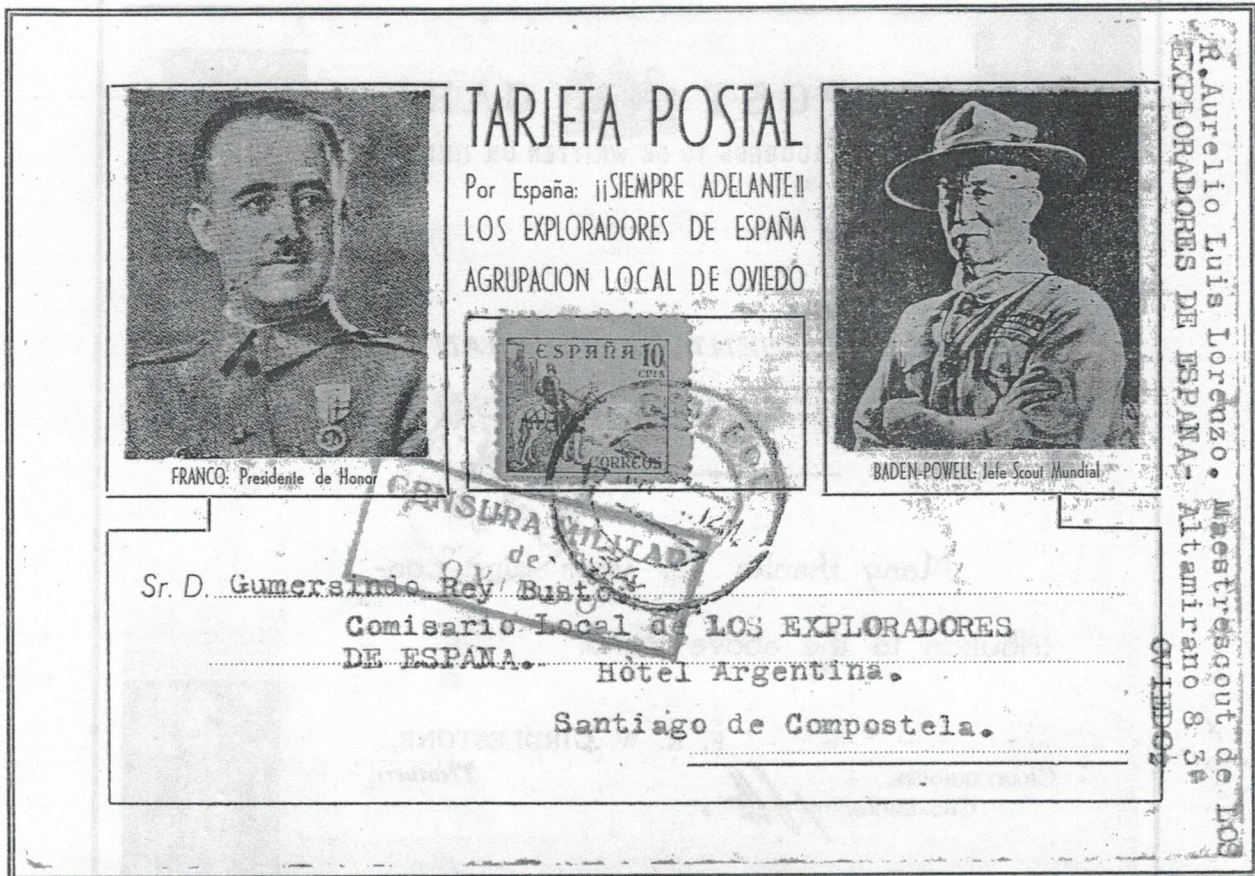 TARJETA POSTAL
Por España: ¡¡SIEMPRE ADELANTE!!
LOS EXPLORADORES DE ESPAÑA
AGRUPACION LOCAL DE OVIEDO
FRANCO: Presidente de Honor
BADEN-POWELL: Jefe Scout Mundial
ESPAÑA 10
CTS
CORREOS
CENSURA MILITAR
de
Sr. D. Gumersindo Rey Bustos
Comisario Local de LOS EXPLORADORES
DE ESPAÑA.
Hotel Argentina.
Santiago de Compostela.
R.Aurelio Luis Lorenzo. Maestrescout de LOS
EXPLORADORES DE ESPAÑA- Altamirano 8 3º
OVIEDO